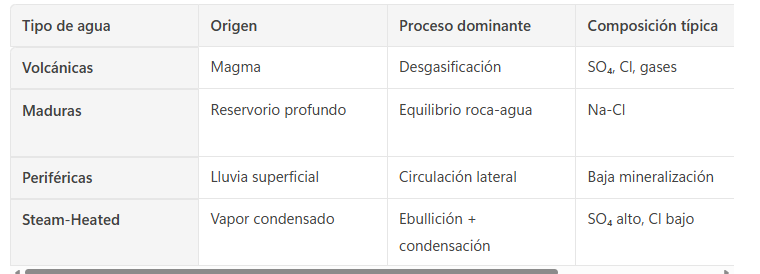 Tipo de agua Origen Proceso dominante Composición típica
Volcánicas Magma Desgasificación SO₄, Cl, gases
Maduras Reservorio profundo Equilibrio roca-agua Na-Cl
Periféricas Lluvia superficial Circulación lateral Baja mineralización
Steam-Heated Vapor condensado Ebullición + SO₄ alto, Cl bajo
condensación